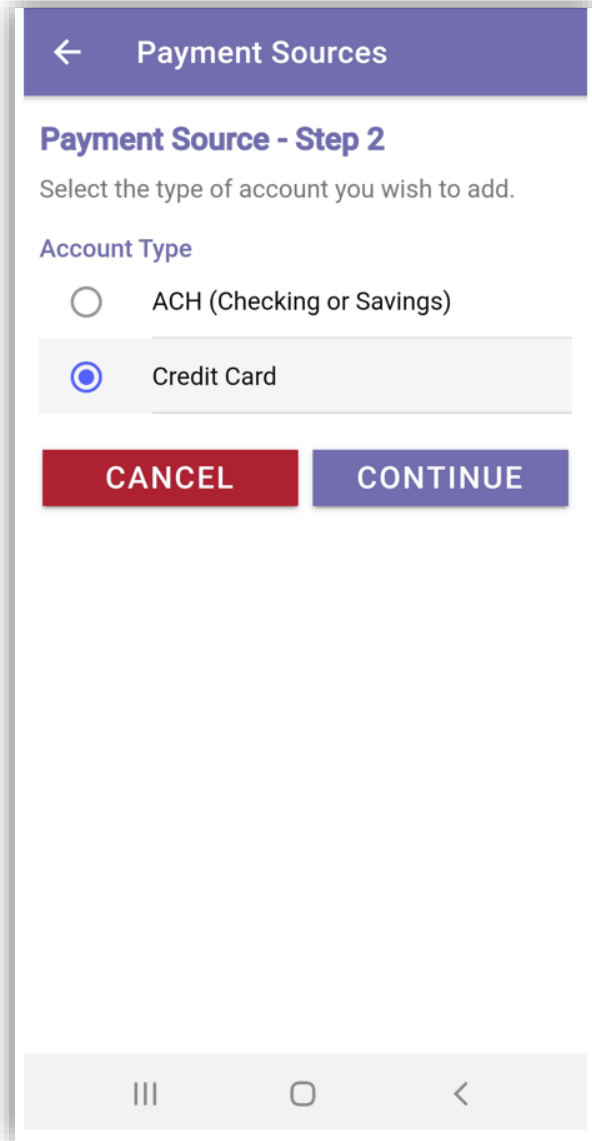 Payment Sources
Payment Source - Step 2
Select the type of account you wish to add.
Account Type
ACH (Checking or Savings)
Credit Card
CANCEL CONTINUE